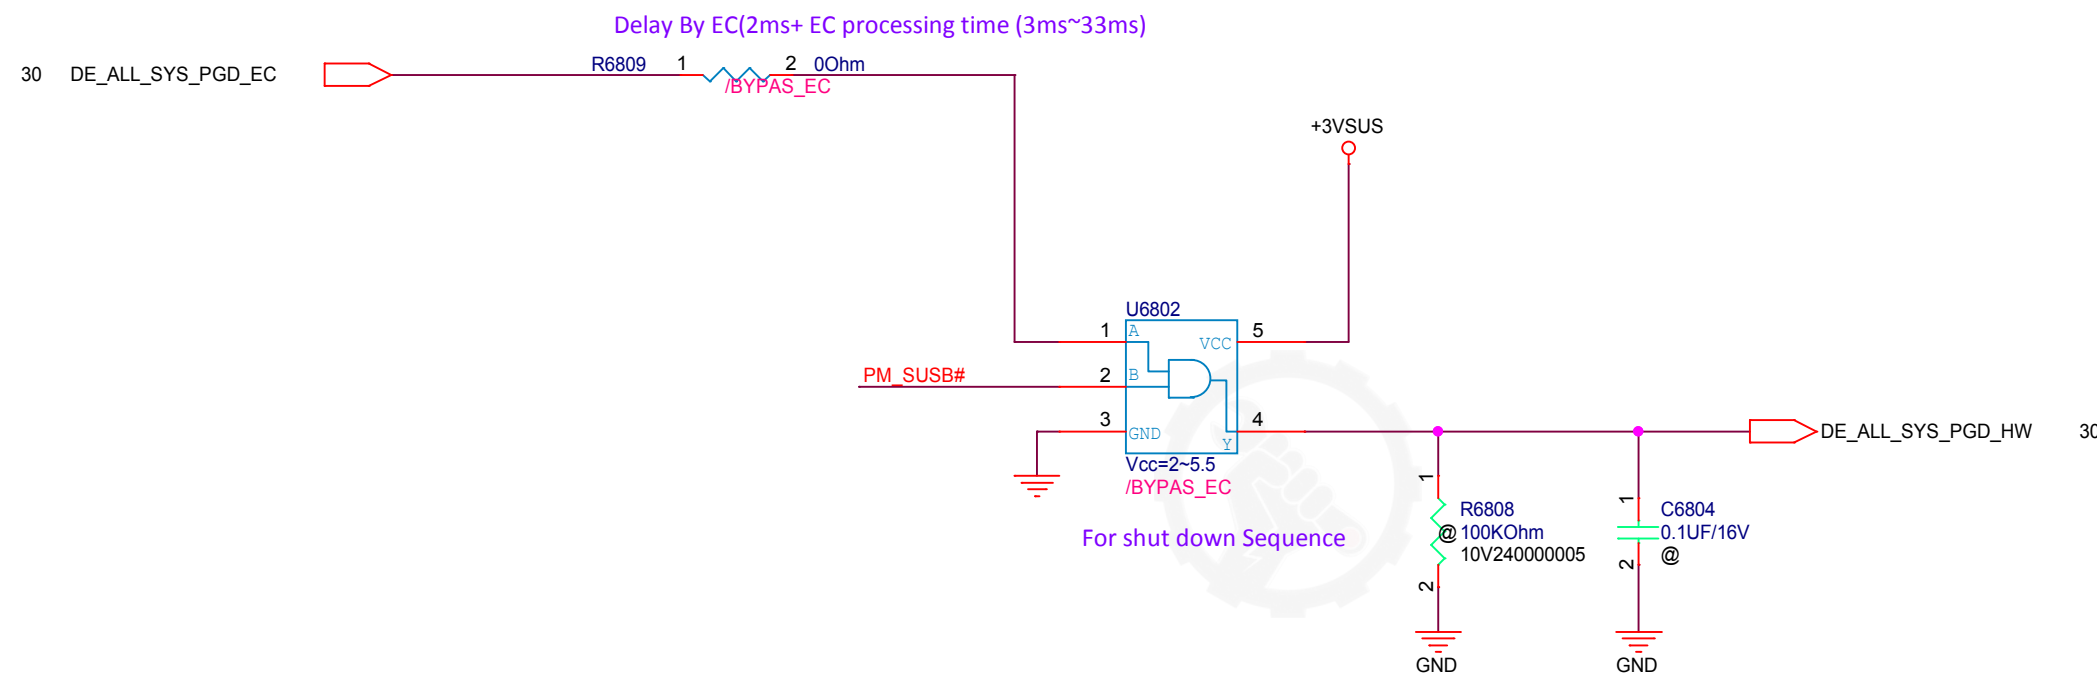 Delay By EC(2ms+ EC processing time (3ms~33ms)
30 DE_ALL_SYS_PGD_EC
R6809 1 2 0Ohm
/BYPAS_EC
+3VSUS
U6802
1 A VCC 5
PM_SUSB# 2 B
3 GND Y 4
DE_ALL_SYS_PGD_HW 30
Vcc=2~5.5
/BYPAS_EC
For shut down Sequence
1 R6808
@ 100KOhm
10V240000005
2
GND
1 C6804
0.1UF/16V
@
2
GND